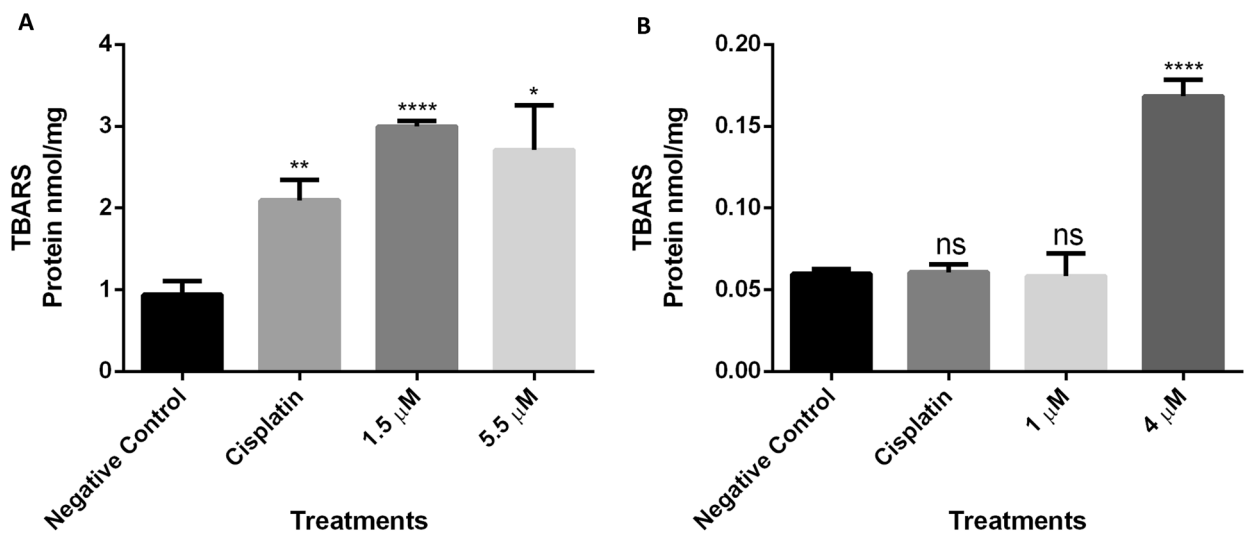 A
TBARS
Protein nmol/mg
4
3
2
1
0
**
****
*
Negative Control
Cisplatin
1.5 μM
5.5 μM
Treatments
B
TBARS
Protein nmol/mg
0.20
0.15
0.10
0.05
0.00
ns
ns
****
Negative Control
Cisplatin
1 μM
4 μM
Treatments